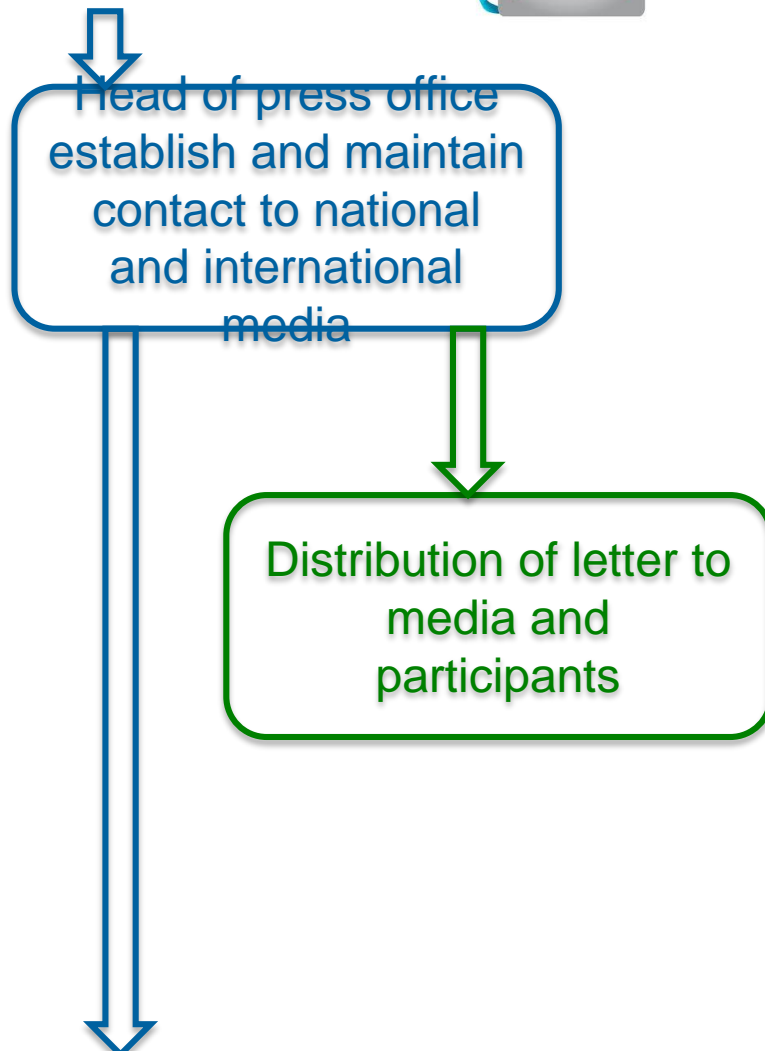 Head of press office
establish and maintain
contact to national
and international
media
Distribution of letter to
media and
participants